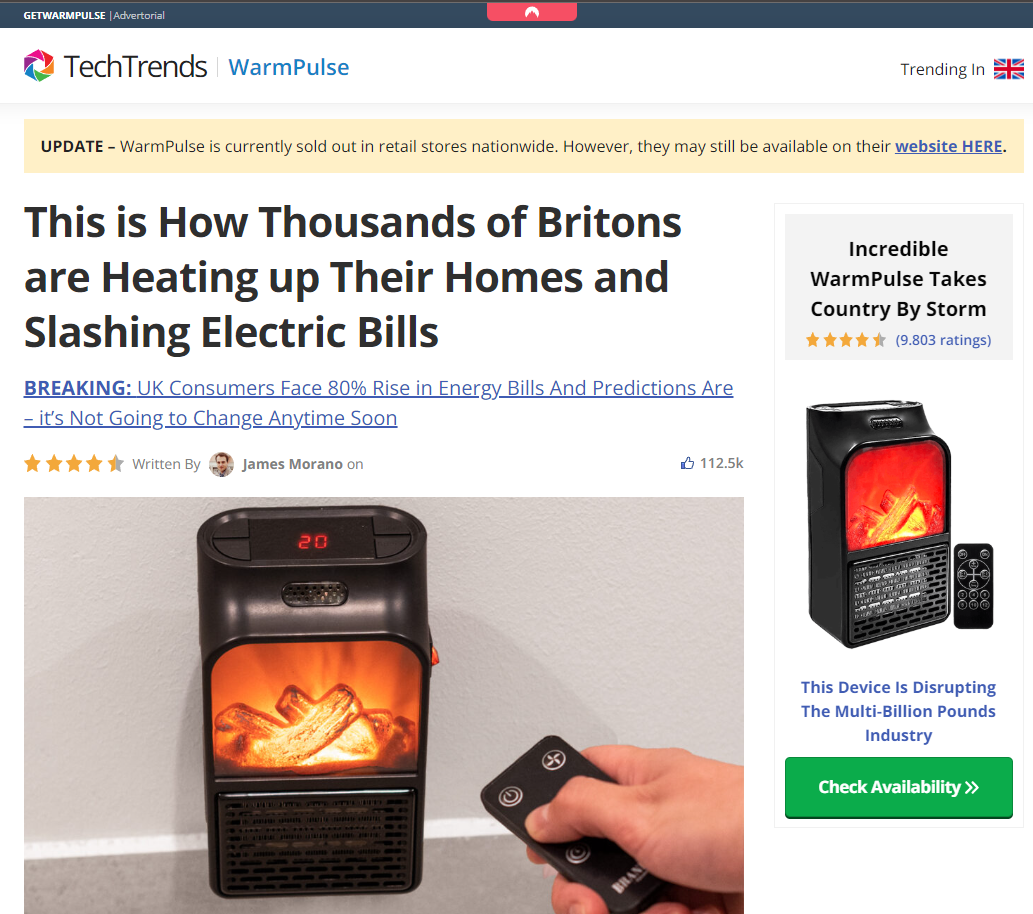 GETWARMPULSE | Advertorial
TechTrends | WarmPulse
Trending In
UPDATE – WarmPulse is currently sold out in retail stores nationwide. However, they may still be available on their website HERE.
This is How Thousands of Britons
are Heating up Their Homes and
Slashing Electric Bills
BREAKING: UK Consumers Face 80% Rise in Energy Bills And Predictions Are
– it’s Not Going to Change Anytime Soon
Written By James Morano on
112.5k
20
Incredible
WarmPulse Takes
Country By Storm
(9.803 ratings)
This Device Is Disrupting
The Multi-Billion Pounds
Industry
Check Availability »